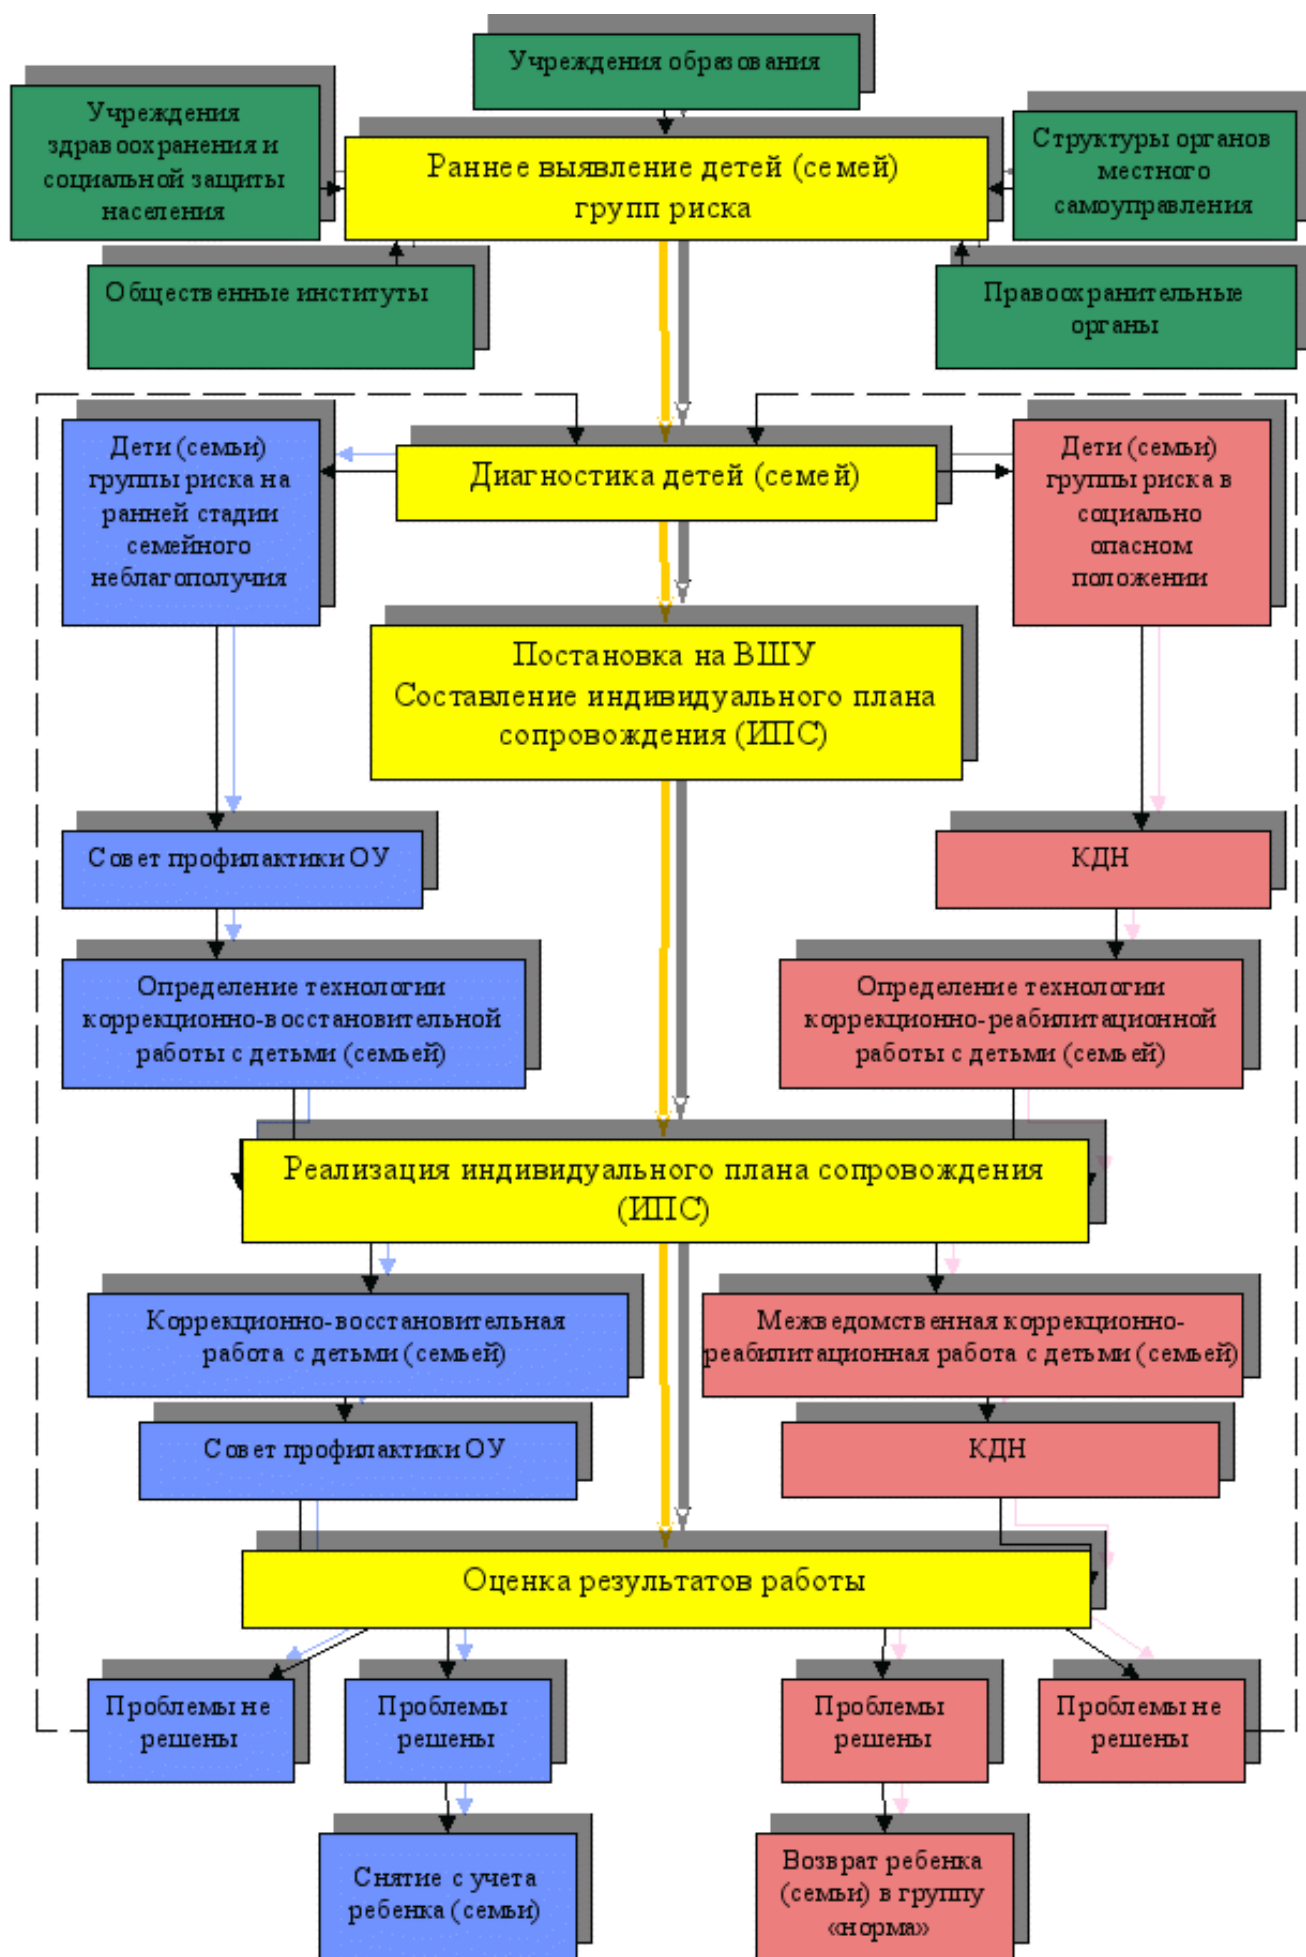 Учреждения образования
Учреждения
здравоохранения и
социальной защиты
населения
Раннее выявление детей (семей)
групп риска
Структуры органов
местного
самоуправления
Общественные институты
Правоохранительные
органы
Дети (семьи)
группы риска на
ранней стадии
семейного
неблагополучия
Диагностика детей (семей)
Дети (семьи)
группы риска в
социально
опасном
положении
Постановка на ВШУ
Составление индивидуального плана
сопровождения (ИПС)
Совет профилактики ОУ
КДН
Определение технологии
коррекционно-восстановительной
работы с детьми (семьей)
Определение технологии
коррекционно-реабилитационной
работы с детьми (семьей)
Реализация индивидуального плана сопровождения
(ИПС)
Коррекционно-восстановительная
работа с детьми (семьей)
Межведомственная коррекционно-
реабилитационная работа с детьми (семьей)
Совет профилактики ОУ
КДН
Оценка результатов работы
Проблемы не
решены
Проблемы
решены
Проблемы
решены
Проблемы не
решены
Снятие с учета
ребенка (семьи)
Возврат ребенка
(семьи) в группу
«норма»